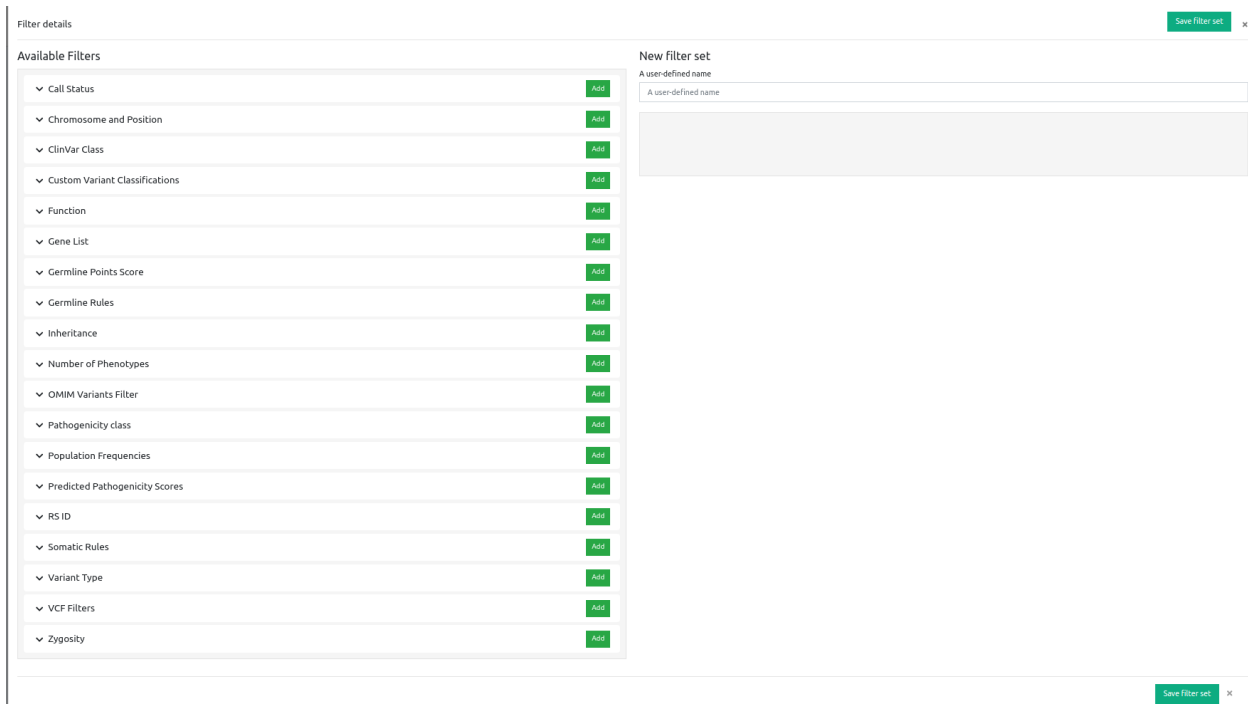 Filter details
Save filter set ×
Available Filters
Call Status Add
Chromosome and Position Add
ClinVar Class Add
Custom Variant Classifications Add
Function Add
Gene List Add
Germline Points Score Add
Germline Rules Add
Inheritance Add
Number of Phenotypes Add
OMIM Variants Filter Add
Pathogenicity class Add
Population Frequencies Add
Predicted Pathogenicity Scores Add
RS ID Add
Somatic Rules Add
Variant Type Add
VCF Filters Add
Zygosity Add
New filter set
A user-defined name
A user-defined name
Save filter set ×